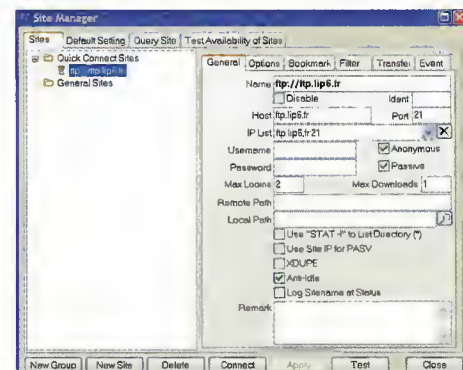 Site Manager
Sites Default Setting Query Site Test Availability of Sites
Quick Connect Sites
General Sites
General Options Bookmark Filter Transfer Event
Name ftp://ftp.lip6.fr
Disable Ident
Host ftp.lip6.fr Port 21
IP List ftp.lip6.fr:21
Username Anonymous
Password Passive
Max Logins 2 Max Downloads 1
Remote Path
Local Path
Use "STAT -l" to List Directory (*)
Use Site IP for PASV
XDUPE
Anti-Idle
Log Sitename at Status
Remark
New Group New Site Delete Connect Apply Test Close